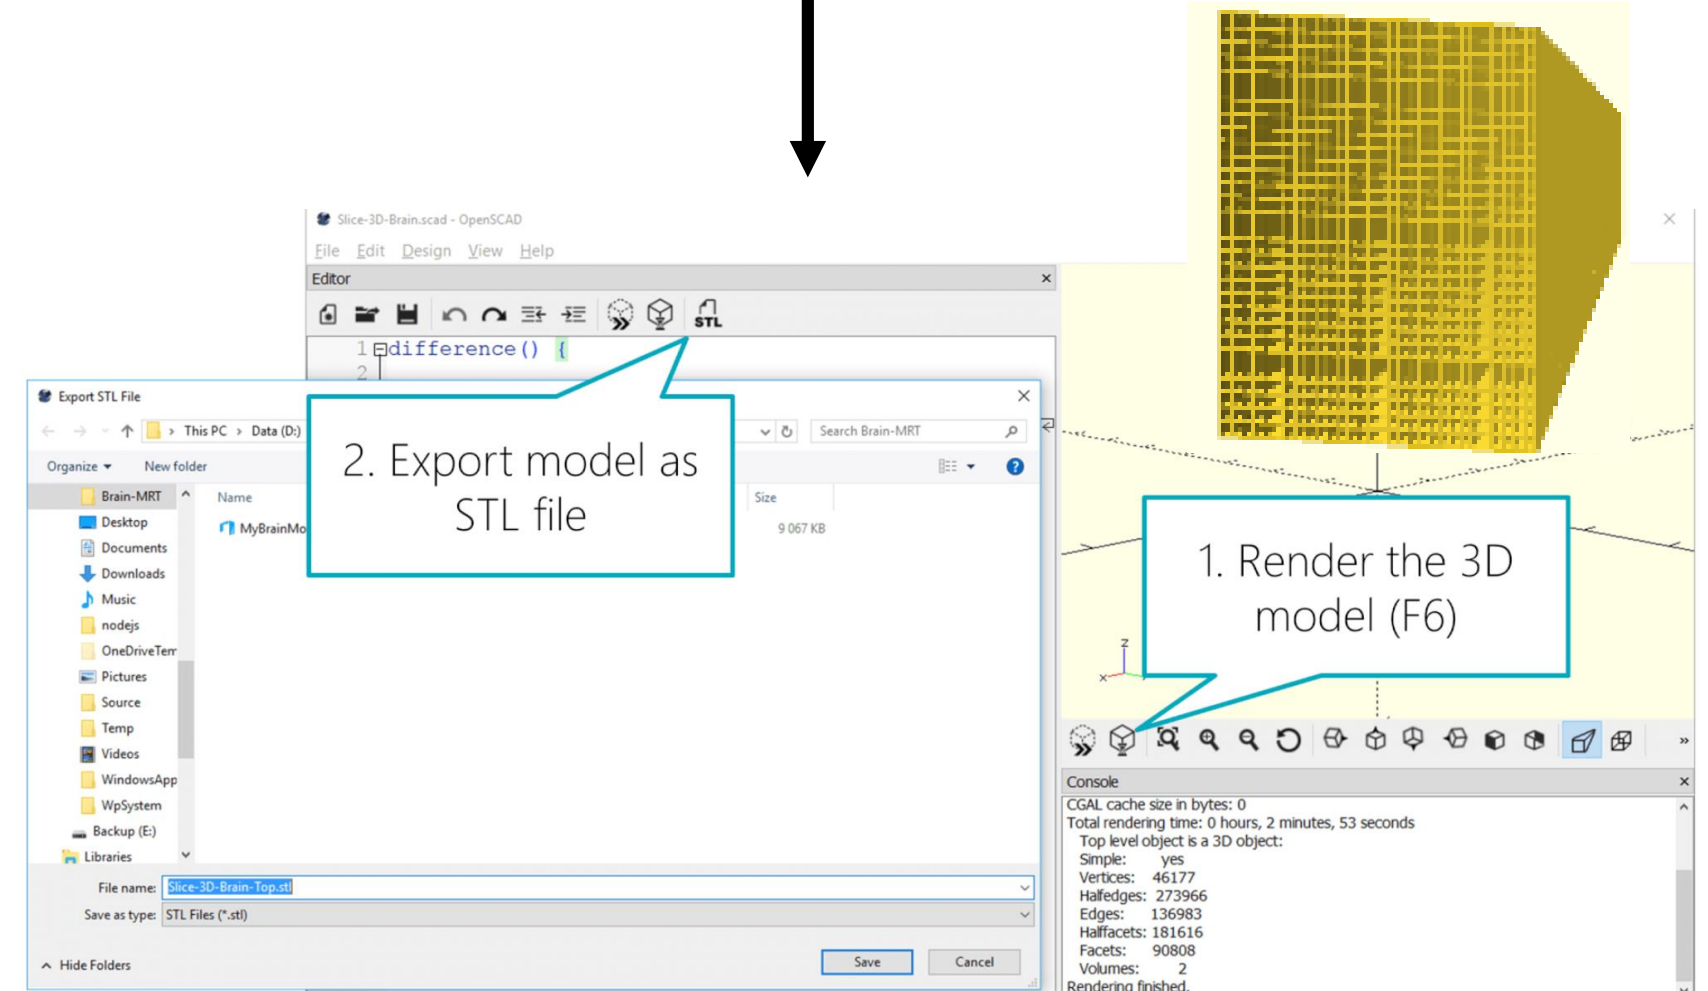 Slice-3D-Brain.scad - OpenSCAD
File Edit Design View Help
Editor
STL
1 difference() {
2
Export STL File
This PC > Data (D:)
Search Brain-MRT
Organize
New folder
Name
Size
Brain-MRT
Desktop
Documents
Downloads
Music
nodejs
OneDriveTem
Pictures
Source
Temp
Videos
WindowsApp
WpSystem
Backup (E:)
Libraries
MyBrainMo
9 067 KB
2. Export model as
STL file
File name: Slice-3D-Brain-Top.stl
Save as type: STL Files (*.stl)
Hide Folders
Save
Cancel
1. Render the 3D
model (F6)
z
x
Console
CGAL cache size in bytes: 0
Total rendering time: 0 hours, 2 minutes, 53 seconds
Top level object is a 3D object:
Simple: yes
Vertices: 46177
Halfedges: 273966
Edges: 136983
Halffacets: 181616
Facets: 90808
Volumes: 2
Rendering finished.